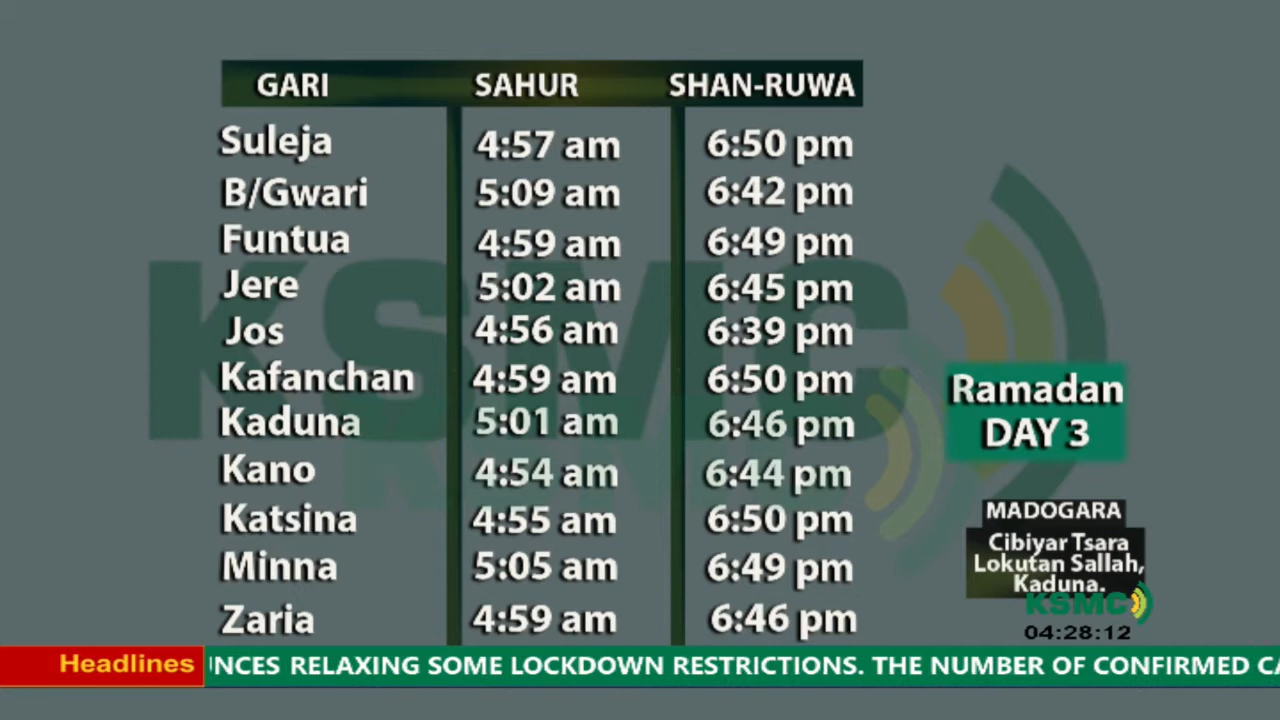 GARI SAHUR SHAN-RUWA
Suleja 4:57 am 6:50 pm
B/Gwari 5:09 am 6:42 pm
Funtua 4:59 am 6:49 pm
Jere 5:02 am 6:45 pm
Jos 4:56 am 6:39 pm
Kafanchan 4:59 am 6:50 pm
Kaduna 5:01 am 6:46 pm
Kano 4:54 am 6:44 pm
Katsina 4:55 am 6:50 pm
Minna 5:05 am 6:49 pm
Zaria 4:59 am 6:46 pm
KSMC
Ramadan
DAY 3
MADOGARA
Cibiyar Tsara
Lokutan Sallah,
Kaduna.
KSMC
04:28:12
Headlines RELAXING SOME LOCKDOWN RESTRICTIONS. THE NUMBER OF CONFIRMED